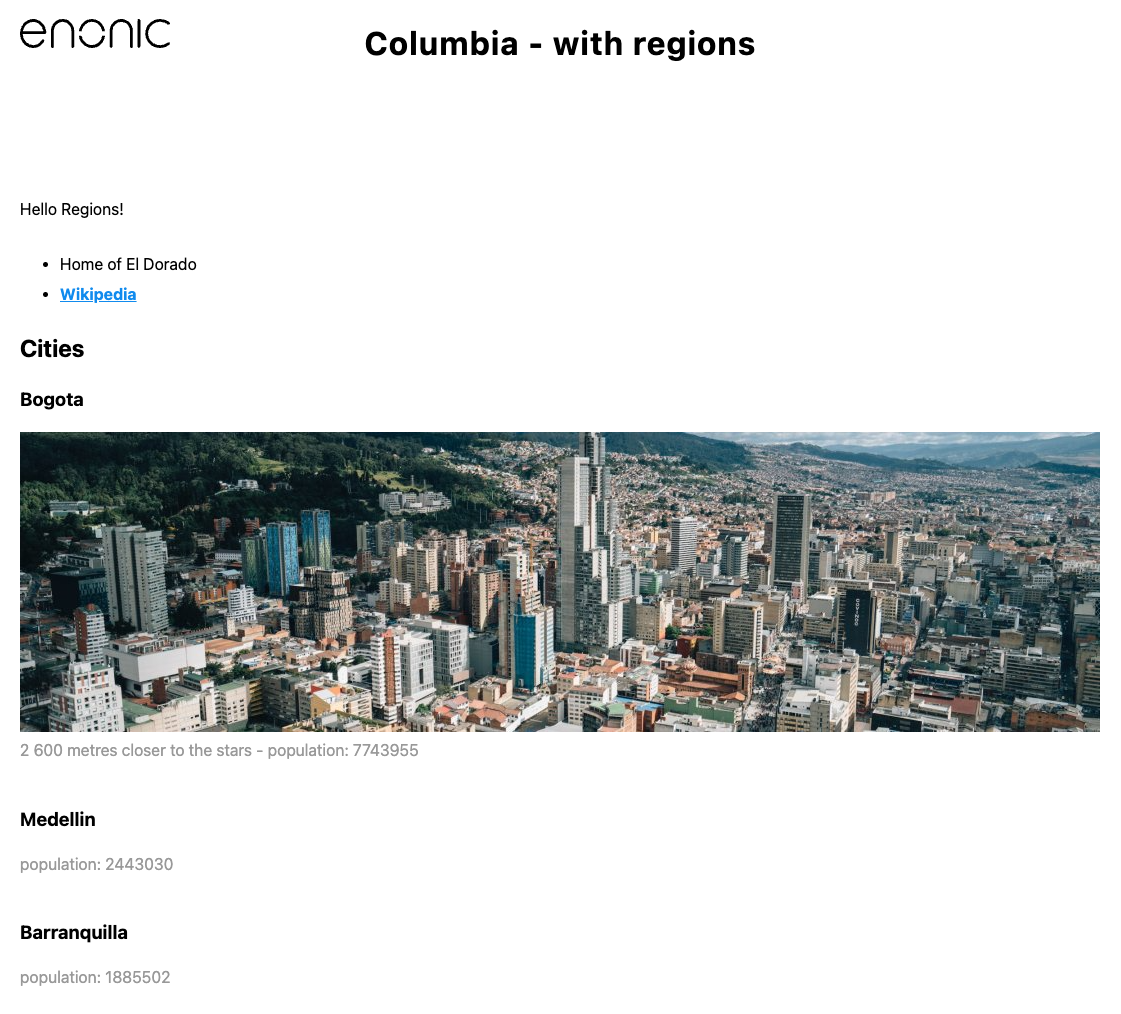 enonic
Columbia - with regions
Hello Regions!
Home of El Dorado
Wikipedia
Cities
Bogota
2 600 metres closer to the stars - population: 7743955
Medellin
population: 2443030
Barranquilla
population: 1885502